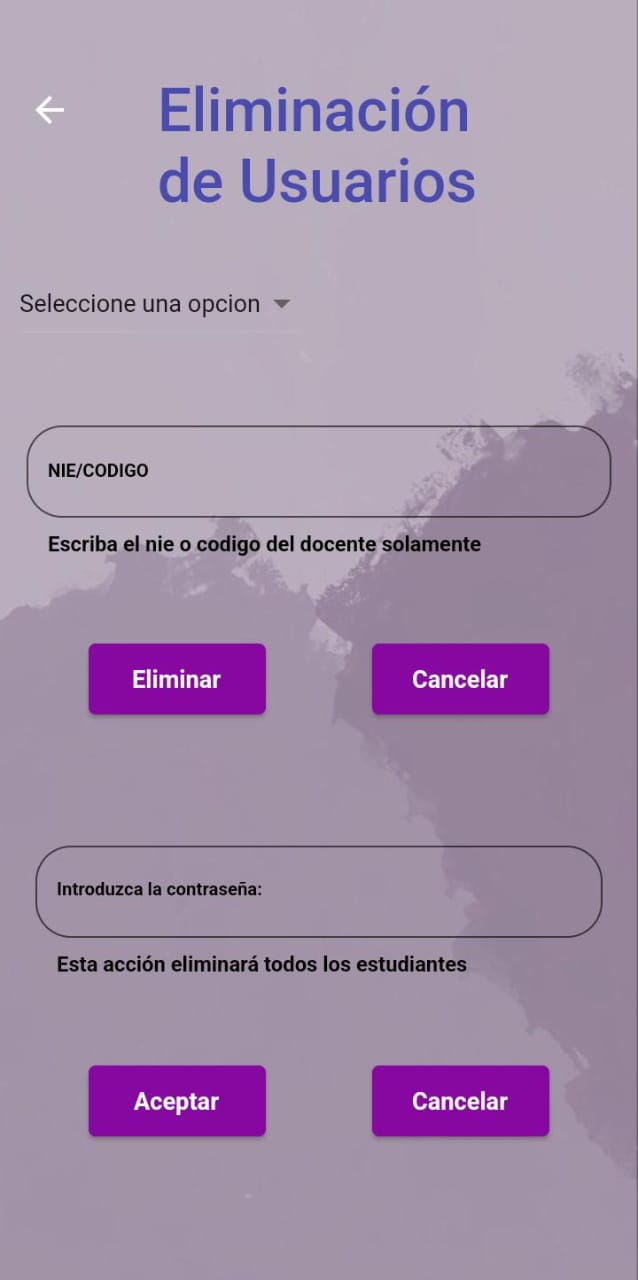 Eliminación
de Usuarios
Seleccione una opcion
NIE/CODIGO
Escriba el nie o codigo del docente solamente
Eliminar
Cancelar
Introduzca la contraseña:
Esta acción eliminará todos los estudiantes
Aceptar
Cancelar